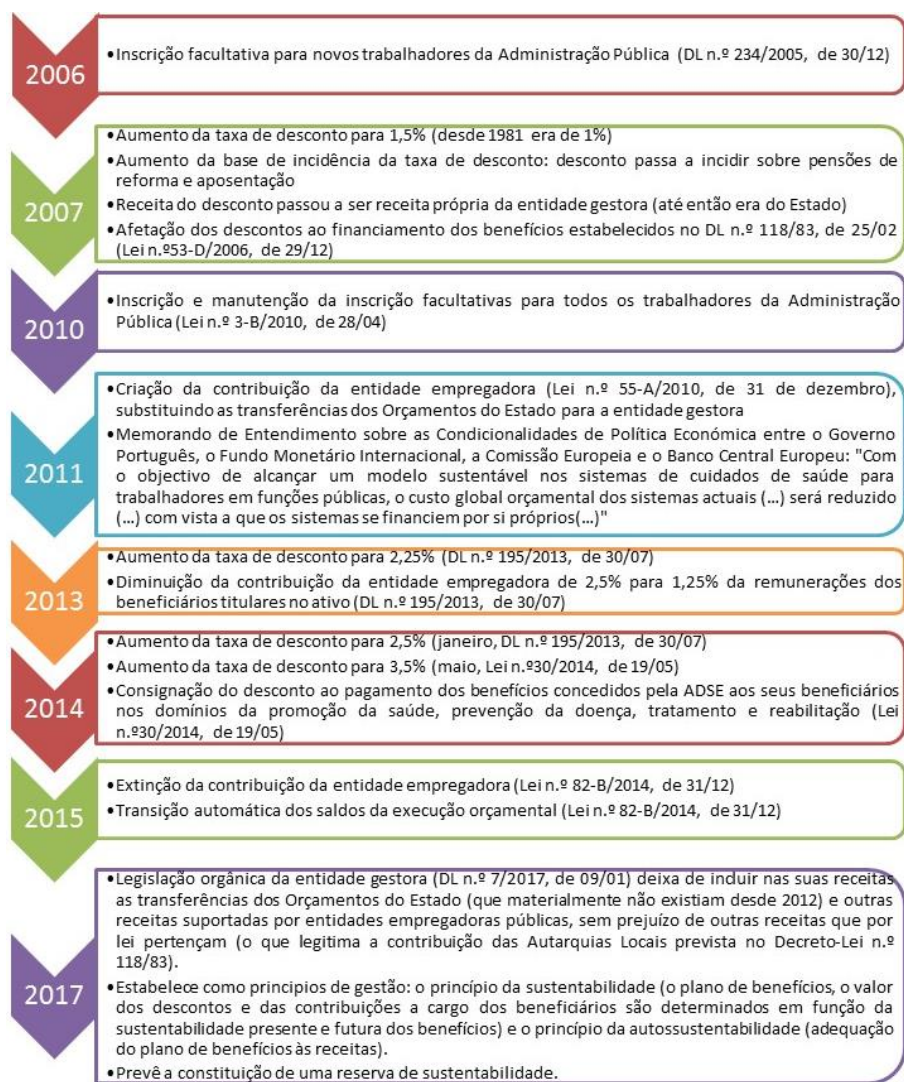 2006
•Inscrição facultativa para novos trabalhadores da Administração Pública (DL n.º 234/2005, de 30/12)
2007
•Aumento da taxa de desconto para 1,5% (desde 1981 era de 1%)
•Aumento da base de incidência da taxa de desconto: desconto passa a incidir sobre pensões de
reforma e aposentação
•Receita do desconto passou a ser receita própria da entidade gestora (até então era do Estado)
•Afetação dos descontos ao financiamento dos benefícios estabelecidos no DL n.º 118/83, de 25/02
(Lei n.º53-D/2006, de 29/12)
2010
•Inscrição e manutenção da inscrição facultativas para todos os trabalhadores da Administração
Pública (Lei n.º 3-B/2010, de 28/04)
2011
•Criação da contribuição da entidade empregadora (Lei n.º 55-A/2010, de 31 de dezembro),
substituindo as transferências dos Orçamentos do Estado para a entidade gestora
•Memorando de Entendimento sobre as Condicionalidades de Política Económica entre o Governo
Português, o Fundo Monetário Internacional, a Comissão Europeia e o Banco Central Europeu: "Com
o objectivo de alcançar um modelo sustentável nos sistemas de cuidados de saúde para
trabalhadores em funções públicas, o custo global orçamental dos sistemas actuais (...) será reduzido
(...) com vista a que os sistemas se financiem por si próprios(...)"
2013
•Aumento da taxa de desconto para 2,25% (DL n.º 195/2013, de 30/07)
•Diminuição da contribuição da entidade empregadora de 2,5% para 1,25% da remunerações dos
beneficiários titulares no ativo (DL n.º 195/2013, de 30/07)
2014
•Aumento da taxa de desconto para 2,5% (janeiro, DL n.º 195/2013, de 30/07)
•Aumento da taxa de desconto para 3,5% (maio, Lei n.º30/2014, de 19/05)
•Consignação do desconto ao pagamento dos benefícios concedidos pela ADSE aos seus beneficiários
nos domínios da promoção da saúde, prevenção da doença, tratamento e reabilitação (Lei
n.º30/2014, de 19/05)
2015
•Extinção da contribuição da entidade empregadora (Lei n.º 82-B/2014, de 31/12)
•Transição automática dos saldos da execução orçamental (Lei n.º 82-B/2014, de 31/12)
2017
•Legislação orgânica da entidade gestora (DL n.º 7/2017, de 09/01) deixa de incluir nas suas receitas
as transferências dos Orçamentos do Estado (que materialmente não existiam desde 2012) e outras
receitas suportadas por entidades empregadoras públicas, sem prejuízo de outras receitas que por
lei pertençam (o que legitima a contribuição das Autarquias Locais prevista no Decreto-Lei n.º
118/83).
•Estabelece como principios de gestão: o princípio da sustentabilidade (o plano de benefícios, o valor
dos descontos e das contribuições a cargo dos beneficiários são determinados em função da
sustentabilidade presente e futura dos benefícios) e o princípio da autossustentabilidade (adequação
do plano de benefícios às receitas).
•Prevê a constituição de uma reserva de sustentabilidade.